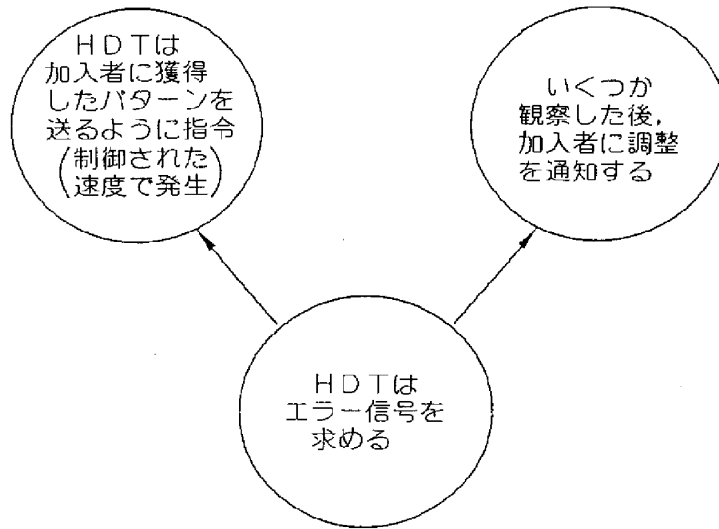 HDTは
加入者に獲得
したパターンを
送るように指令
(制御された
速度で発生)
いくつか
観察した後,
加入者に調整
を通知する
HDTは
エラー信号を
求める